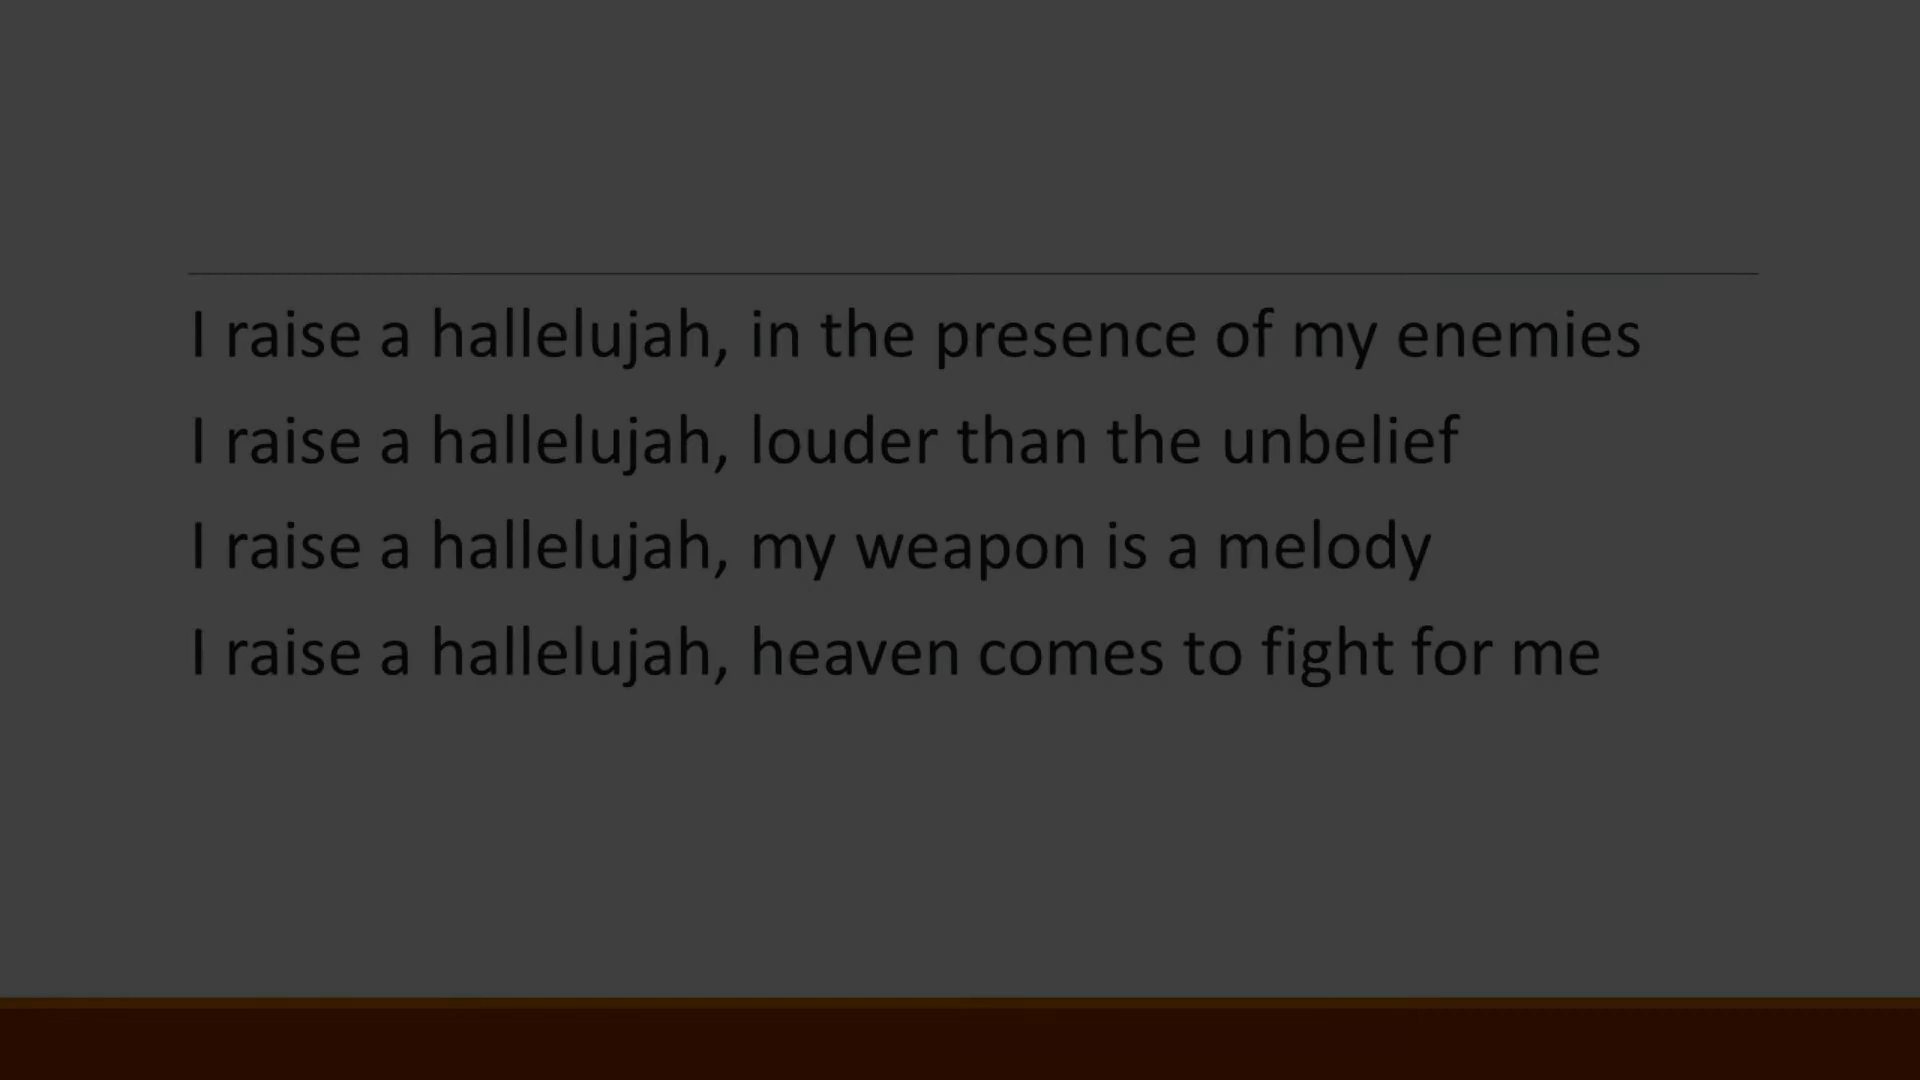 I raise a hallelujah, in the presence of my enemies
I raise a hallelujah, louder than the unbelief
I raise a hallelujah, my weapon is a melody
I raise a hallelujah, heaven comes to fight for me